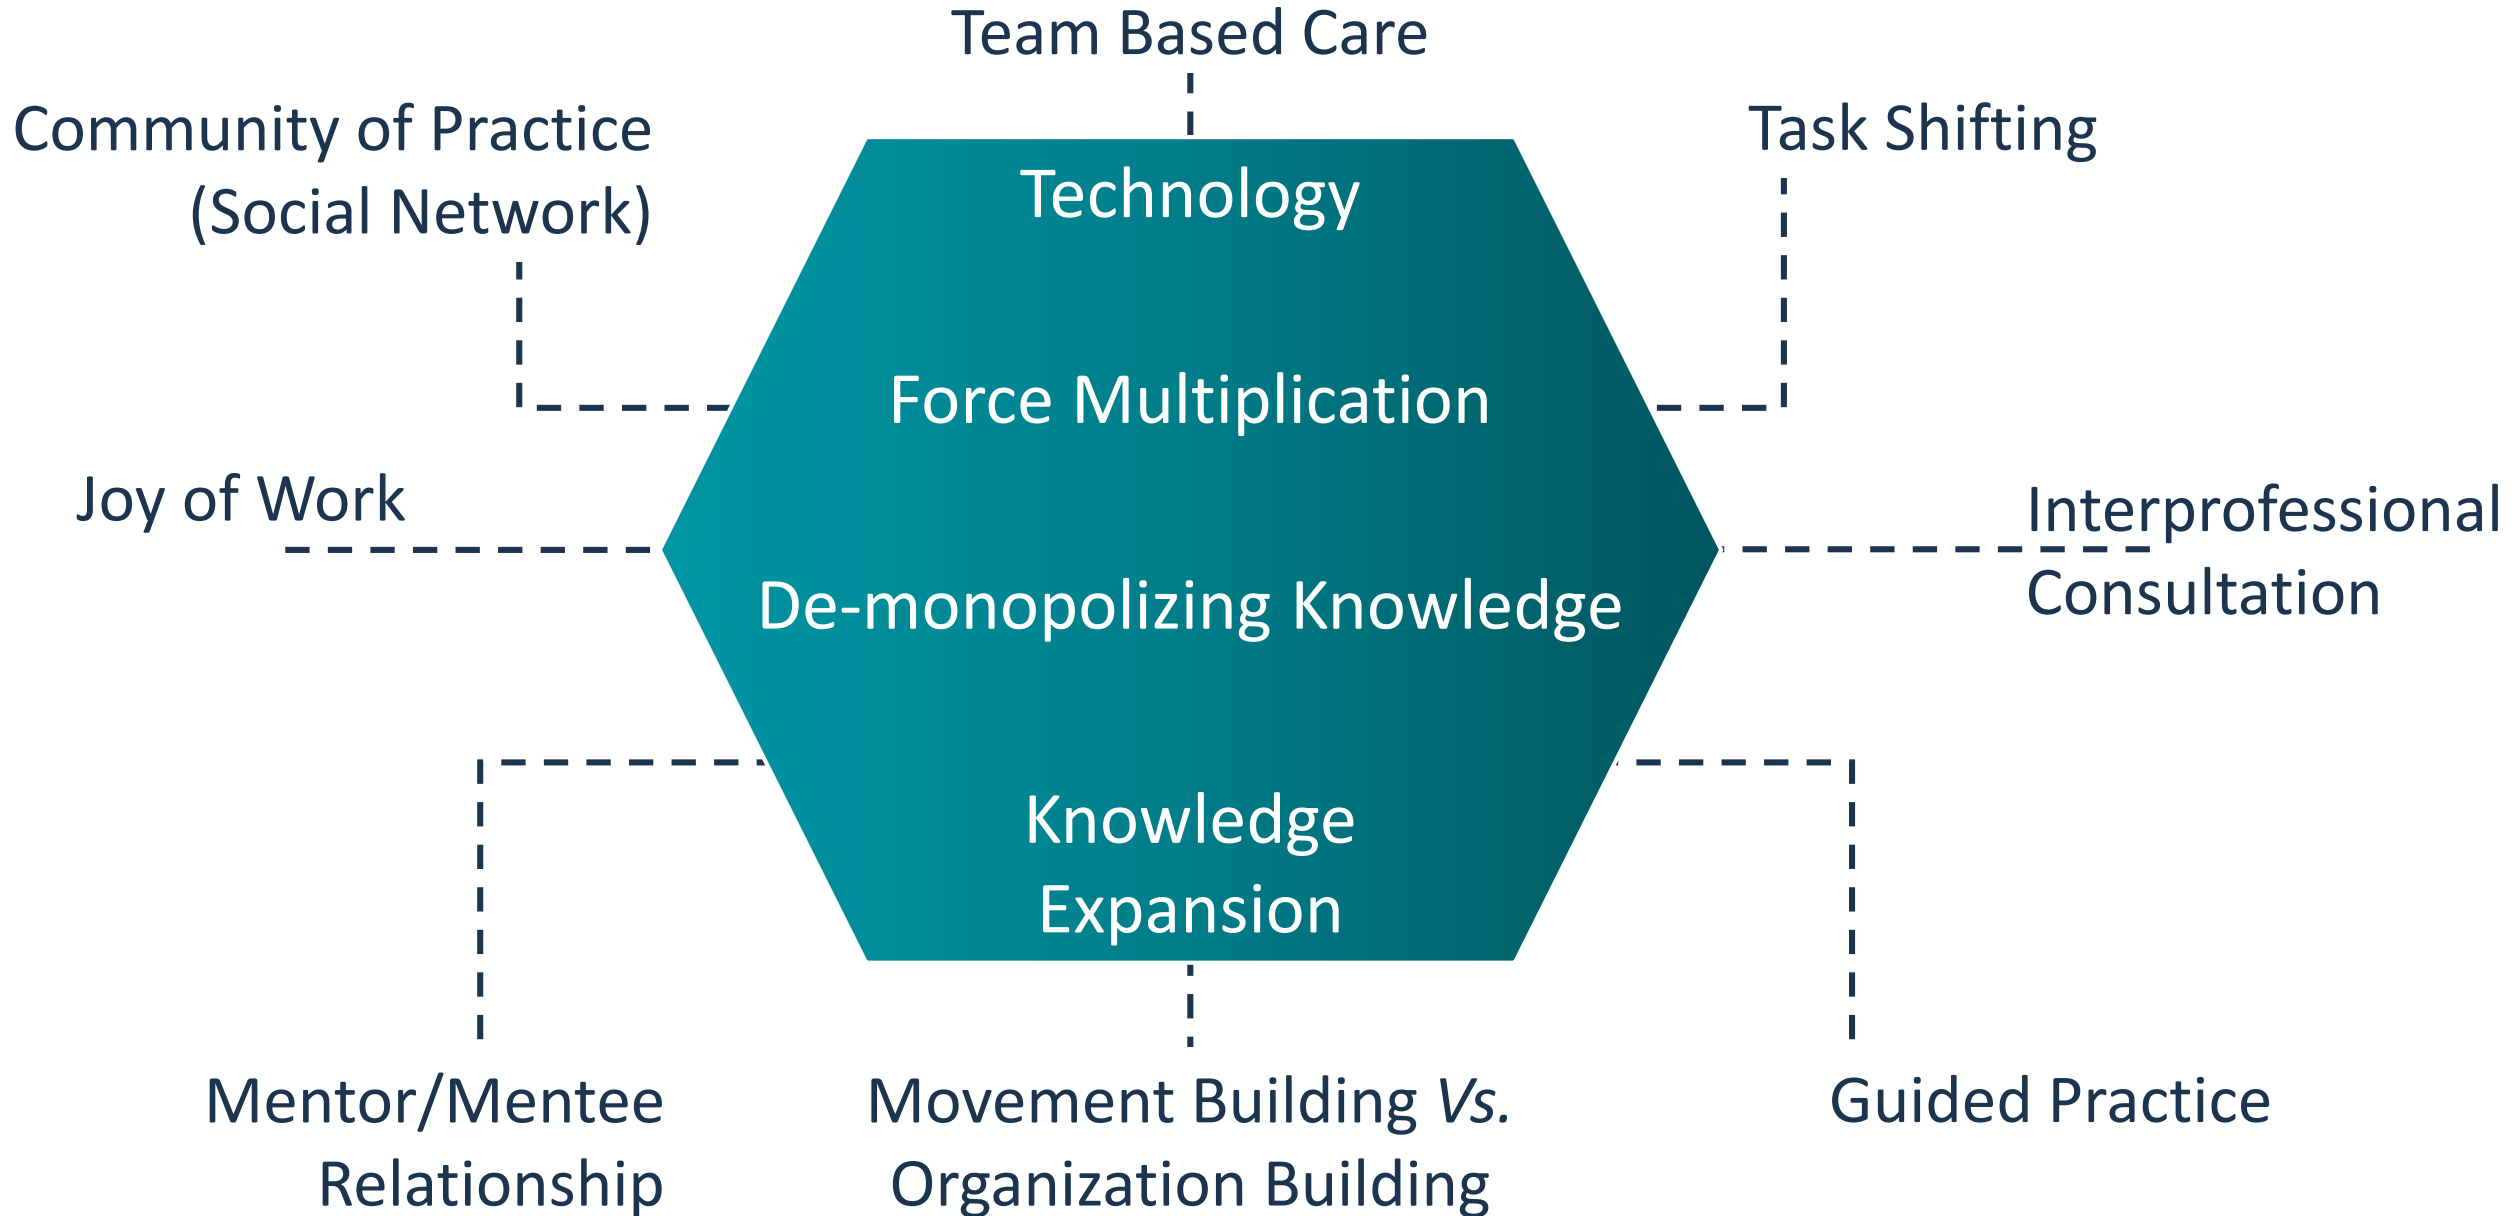 Team Based Care
Community of Practice
(Social Network)
Task Shifting
Technology
Force Multiplication
Joy of Work
Interprofessional
Consultation
De-monopolizing Knowledge
Knowledge
Expansion
Mentor/Mentee
Relationship
Movement Building Vs.
Organization Building
Guided Practice